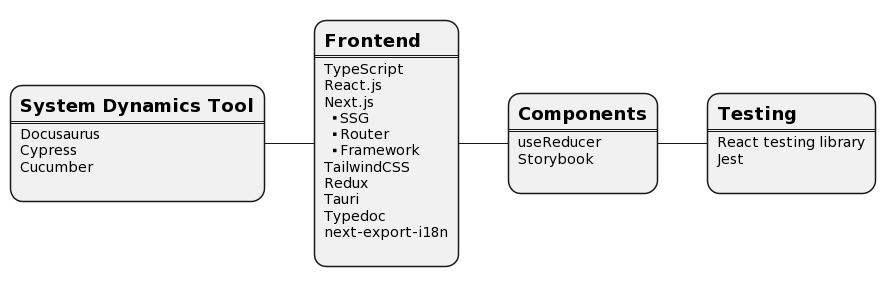 System Dynamics Tool
Docusaurus
Cypress
Cucumber
Frontend
TypeScript
React.js
Next.js
▪SSG
▪Router
▪Framework
TailwindCSS
Redux
Tauri
Typedoc
next-export-i18n
Components
useReducer
Storybook
Testing
React testing library
Jest